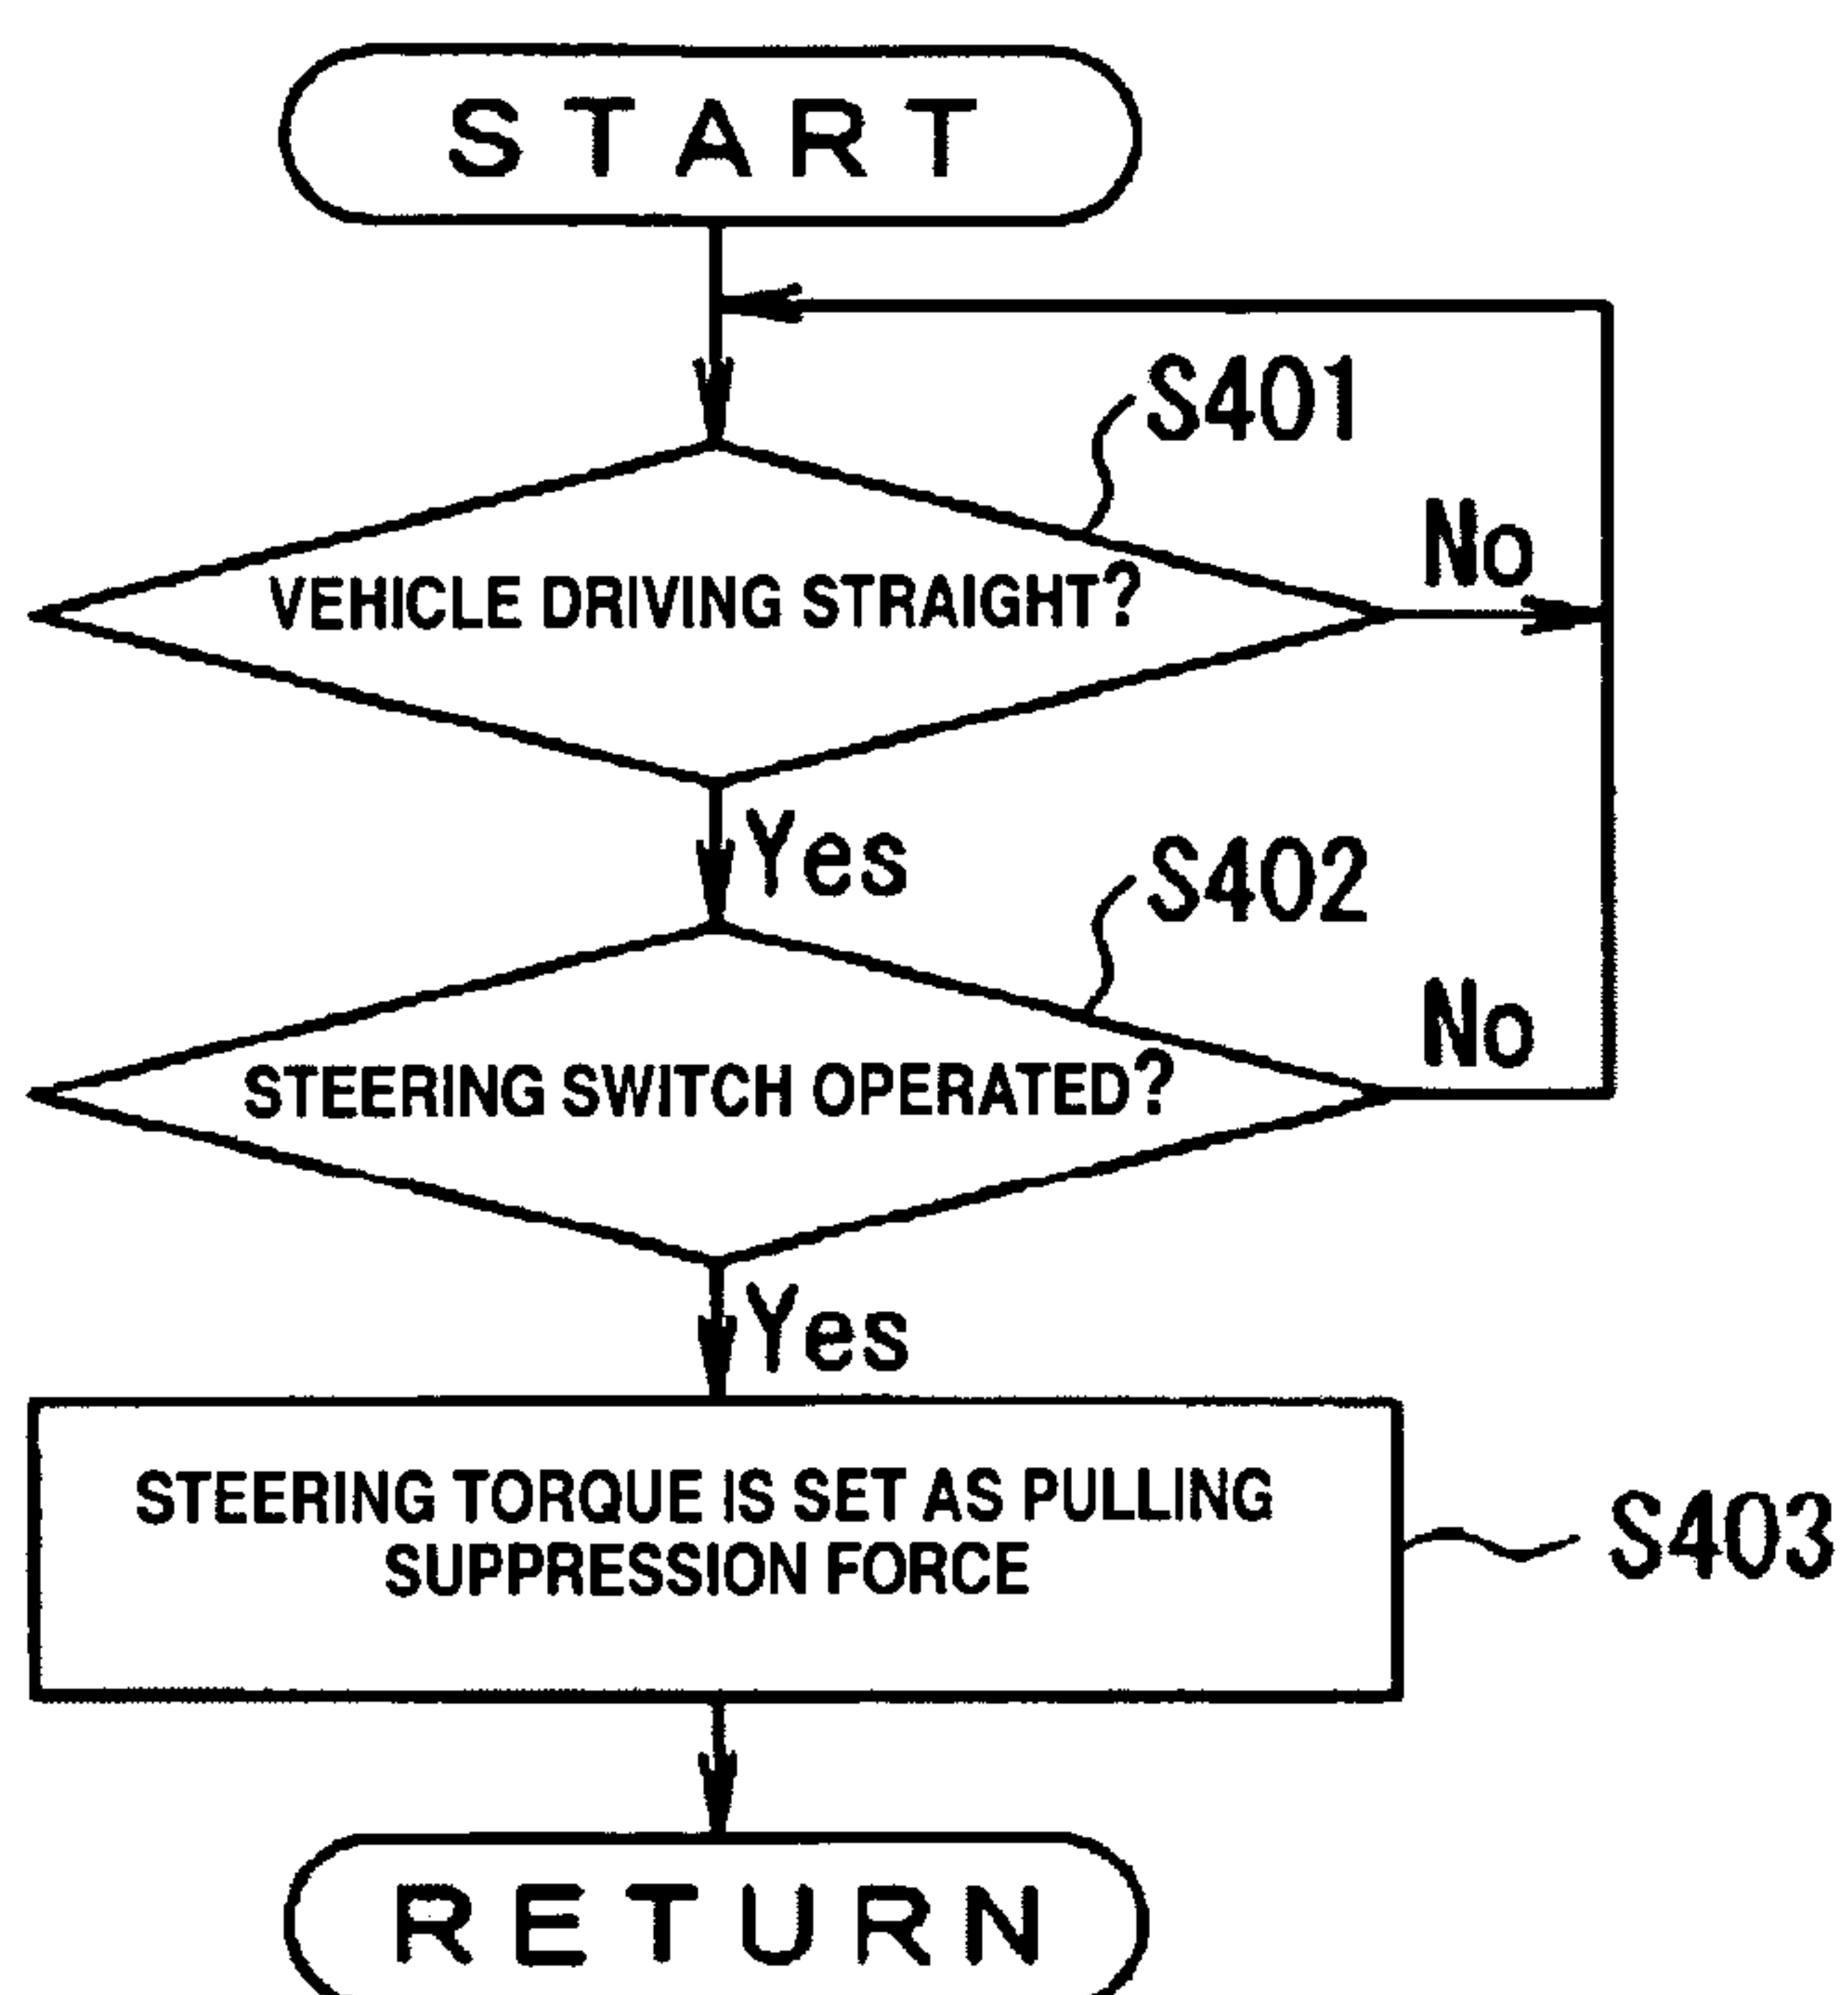 START
S401
VEHICLE DRIVING STRAIGHT?
No
Yes
S402
STEERING SWITCH OPERATED?
No
Yes
STEERING TORQUE IS SET AS PULLING
SUPPRESSION FORCE
S403
RETURN